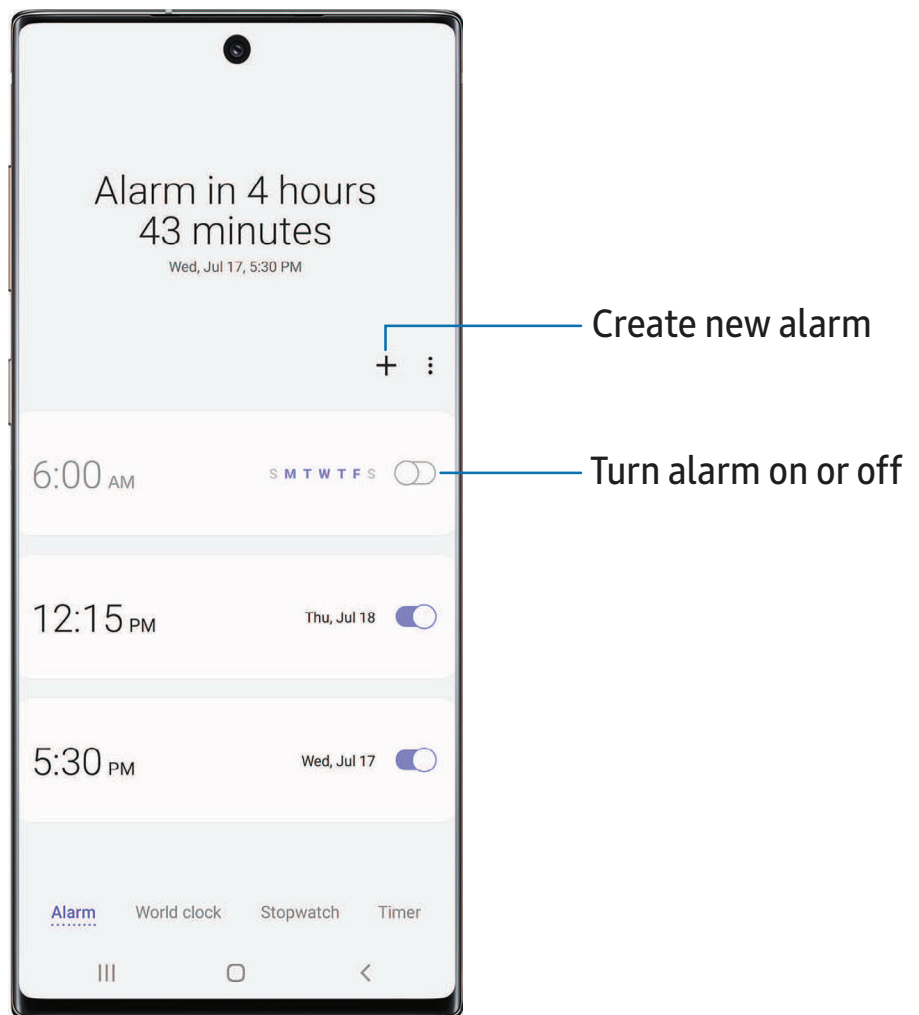 Alarm in 4 hours
43 minutes
Wed, Jul 17, 5:30 PM
Create new alarm
6:00 AM S M T W T F S
Turn alarm on or off
12:15 PM Thu, Jul 18
5:30 PM Wed, Jul 17
Alarm World clock Stopwatch Timer